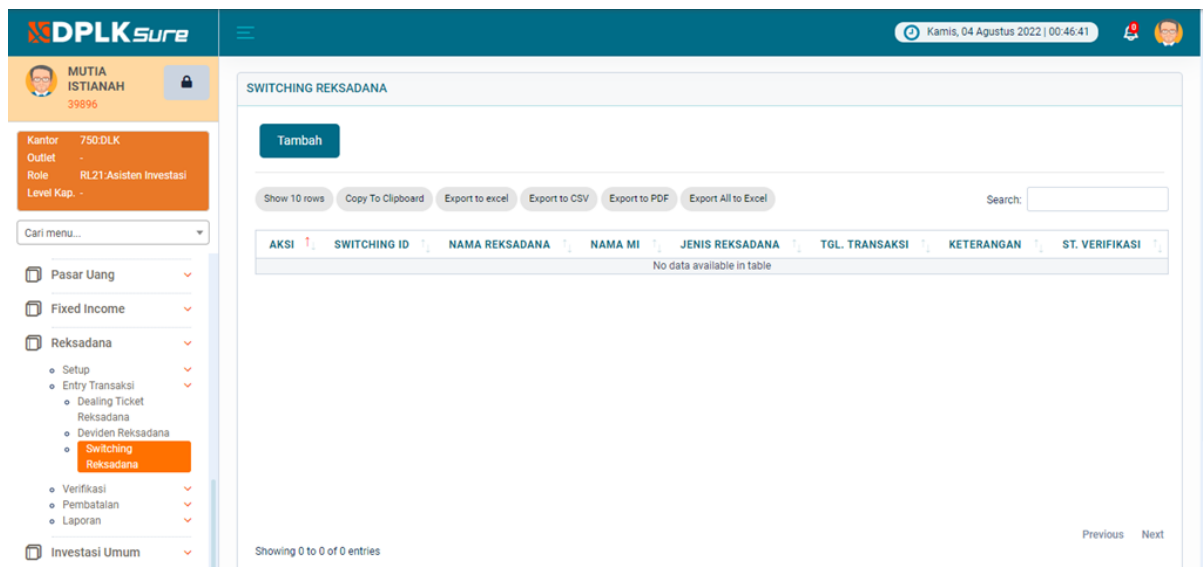 DPLKSure
Kamis, 04 Agustus 2022 | 00:46:41
0
MUTIA
ISTIANAH
39896
Kantor 750:DLK
Outlet -
Role RL21:Asisten Investasi
Level Kap. -
Cari menu...
Pasar Uang
Fixed Income
Reksadana
Setup
Entry Transaksi
Dealing Ticket
Reksadana
Deviden Reksadana
Switching
Reksadana
Verifikasi
Pembatalan
Laporan
Investasi Umum
SWITCHING REKSADANA
Tambah
Show 10 rows Copy To Clipboard Export to excel Export to CSV Export to PDF Export All to Excel Search:
AKSI SWITCHING ID NAMA REKSADANA NAMA MI JENIS REKSADANA TGL. TRANSAKSI KETERANGAN ST. VERIFIKASI
No data available in table
Previous Next
Showing 0 to 0 of 0 entries